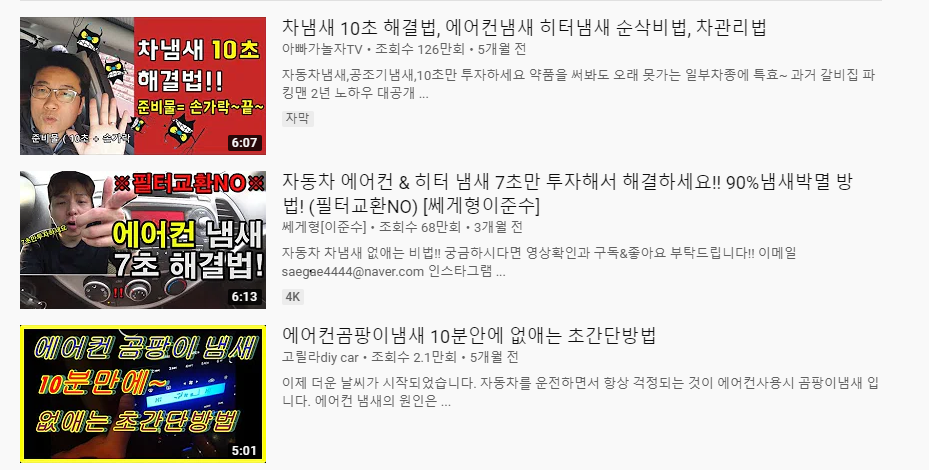 차냄새 10초
해결법!!
준비물= 손가락~끝~
준비물 ( 10초 + 손가락
6:07
차냄새 10초 해결법, 에어컨냄새 히터냄새 순삭비법, 차관리법
아빠가놀자TV • 조회수 126만회 • 5개월 전
자동차냄새,공조기냄새,10초만 투자하세요 약품을 써봐도 오래 못가는 일부차종에 특효~ 과거 갈비집 파
킹맨 2년 노하우 대공개 ...
자막
※필터교환NO※
7초만투자하세요
에어컨 냄새
7초 해결법!
!!
6:13
자동차 에어컨 & 히터 냄새 7초만 투자해서 해결하세요!! 90%냄새박멸 방
법! (필터교환NO) [쎄게형이준수]
쎄게형[이준수] • 조회수 68만회 • 3개월 전
자동차 차냄새 없애는 비법!! 궁금하시다면 영상확인과 구독&좋아요 부탁드립니다!! 이메일
saegae4444@naver.com 인스타그램 ...
4K
에어컨 곰팡이 냄새
10분만에~
없애는 초간단방법
5:01
에어컨곰팡이냄새 10분안에 없애는 초간단방법
고릴라diy car • 조회수 2.1만회 • 5개월 전
이제 더운 날씨가 시작되었습니다. 자동차를 운전하면서 항상 걱정되는 것이 에어컨사용시 곰팡이냄새 입
니다. 에어컨 냄새의 원인은 ...